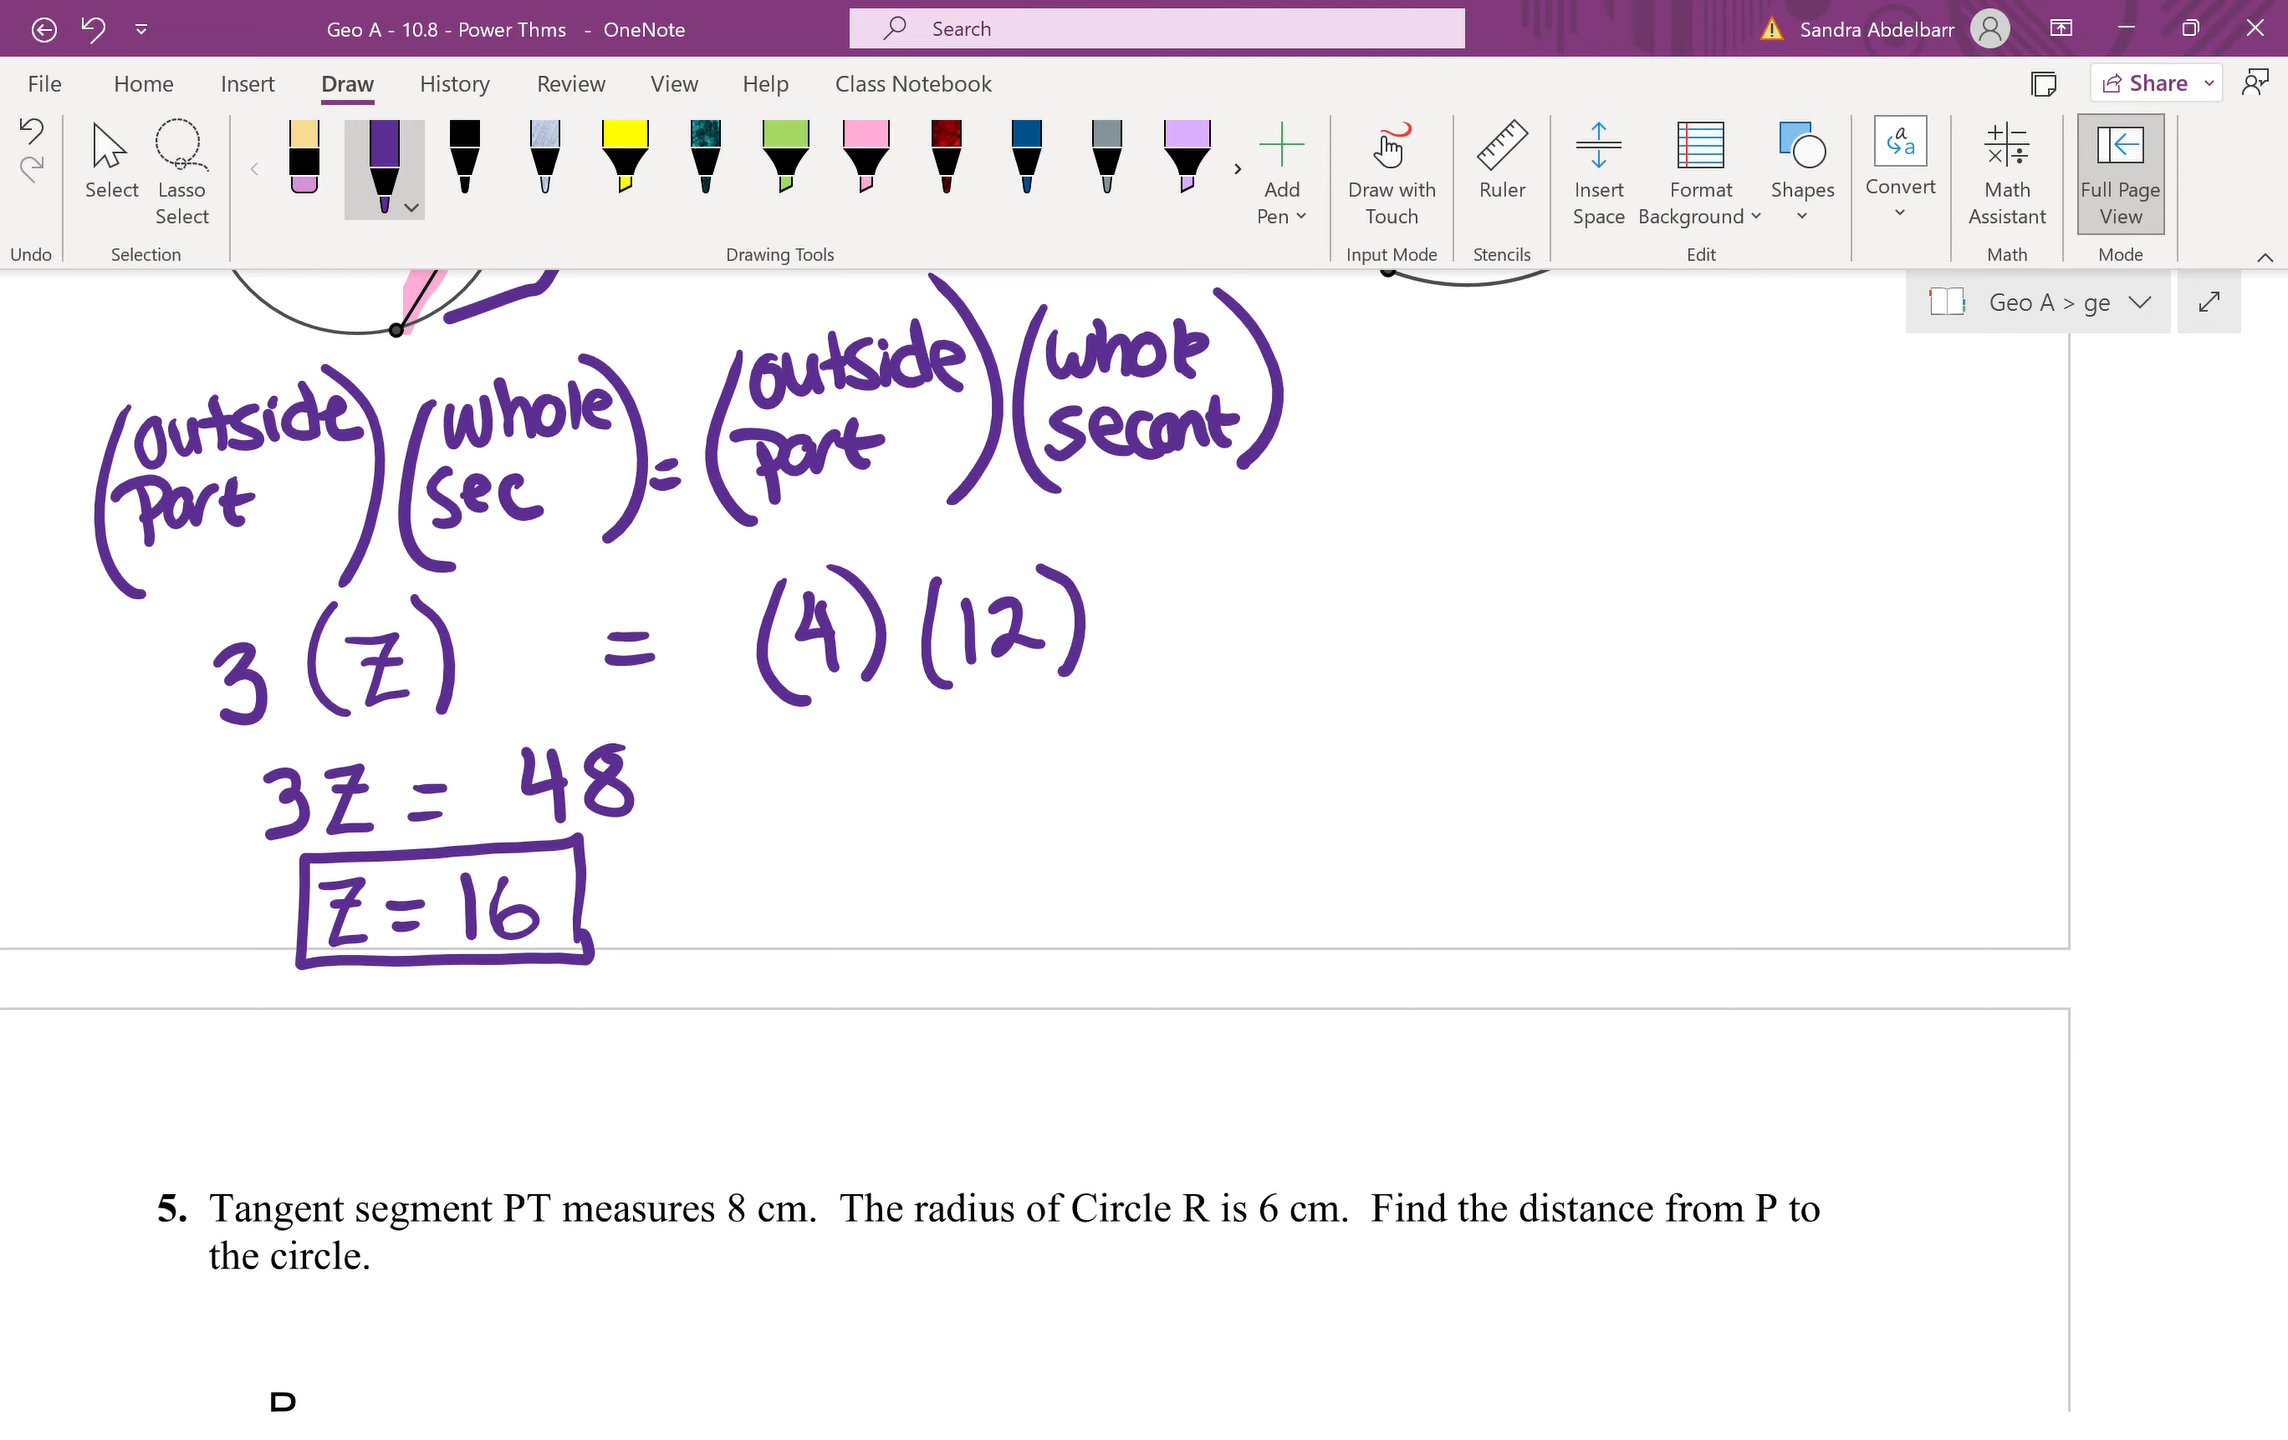 Geo A - 10.8 - Power Thms - OneNote
Search
Sandra Abdelbarr
File Home Insert Draw History Review View Help Class Notebook
Share
Select
Lasso Select
Add Pen
Draw with Touch
Ruler
Insert Space
Format Background
Shapes
Convert
Math Assistant
Full Page View
Undo Selection Drawing Tools Input Mode Stencils Edit Math Mode
Geo A > ge
(outside part) (whole sec) = (outside part) (whole secant)
3 (z) = (4) (12)
3z = 48
z = 16
5. Tangent segment PT measures 8 cm. The radius of Circle R is 6 cm. Find the distance from P to
the circle.